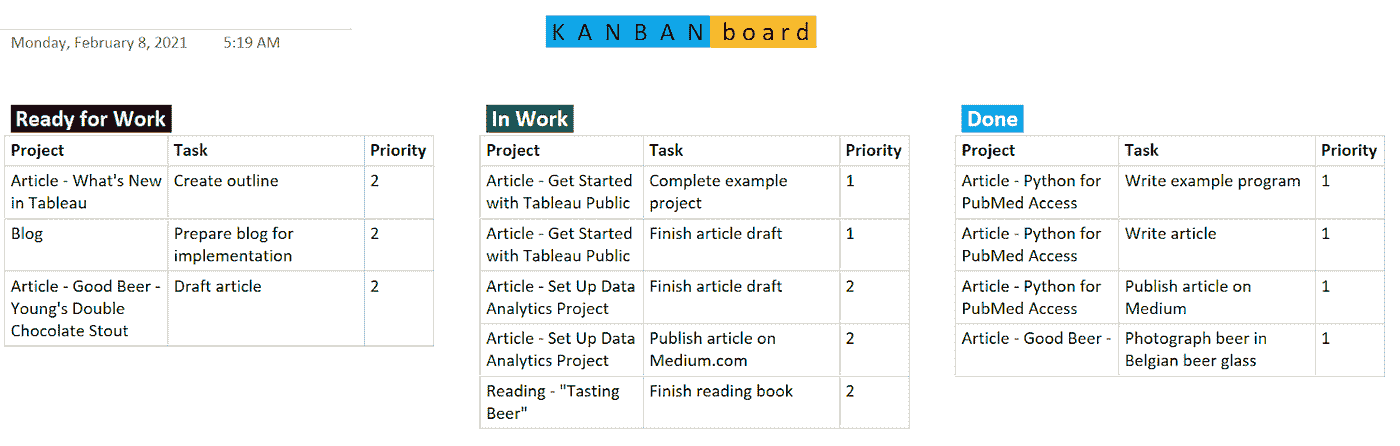 KANBAN board
Monday, February 8, 2021 5:19 AM
Ready for Work
Project Task Priority
Article - What's New Create outline 2
in Tableau
Blog Prepare blog for 2
implementation
Article - Good Beer - Draft article 2
Young's Double
Chocolate Stout
In Work
Project Task Priority
Article - Get Started Complete example 1
with Tableau Public project
Article - Get Started Finish article draft 1
with Tableau Public
Article - Set Up Data Finish article draft 2
Analytics Project
Article - Set Up Data Publish article on 2
Analytics Project Medium.com
Reading - "Tasting Finish reading book 2
Beer"
Done
Project Task Priority
Article - Python for Write example program 1
PubMed Access
Article - Python for Write article 1
PubMed Access
Article - Python for Publish article on 1
PubMed Access Medium
Article - Good Beer - Photograph beer in 1
Belgian beer glass